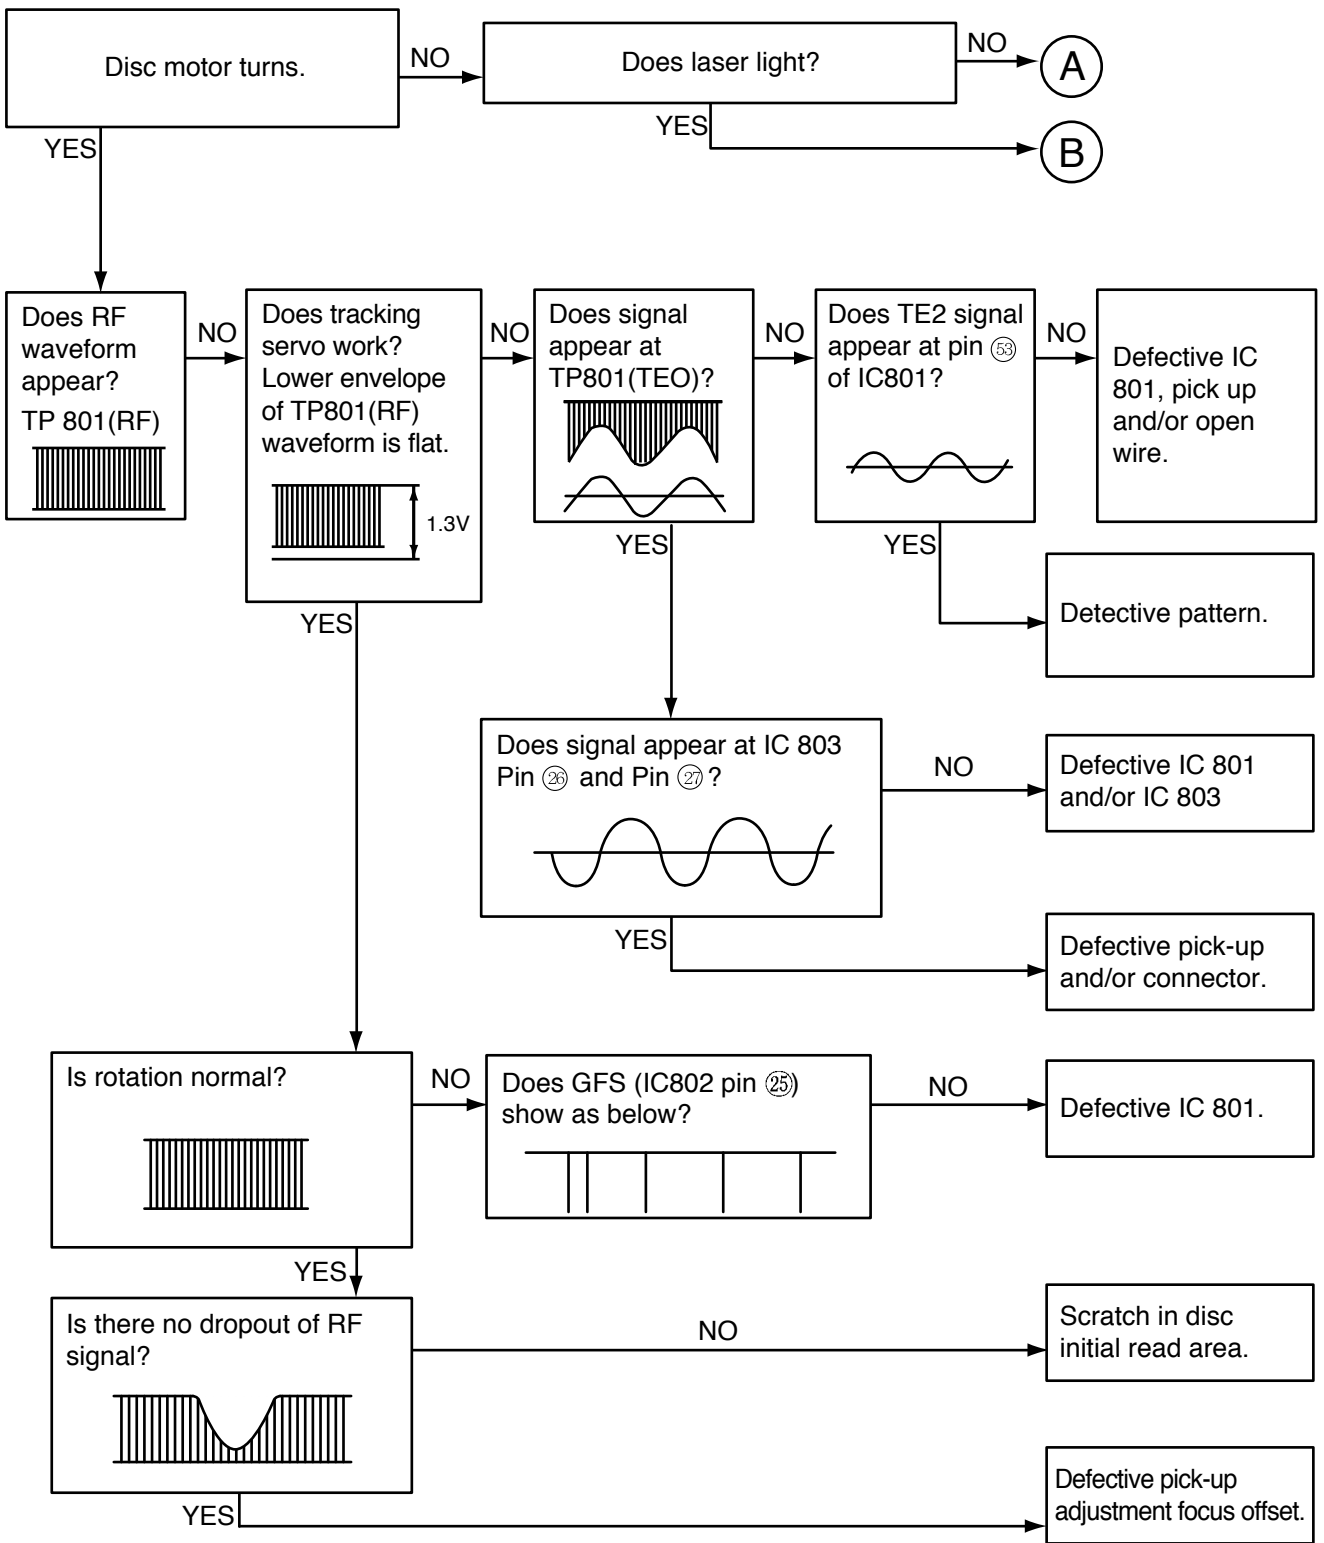 Disc motor turns.
NO
Does laser light?
NO
A
YES
B
YES
Does RF
waveform
appear?
TP 801(RF)
NO
Does tracking
servo work?
Lower envelope
of TP801(RF)
waveform is flat.
1.3V
NO
Does signal
appear at
TP801(TEO)?
NO
Does TE2 signal
appear at pin ㊳
of IC801?
NO
Defective IC
801, pick up
and/or open
wire.
YES
Detective pattern.
YES
Does signal appear at IC 803
Pin ㉖ and Pin ㉗ ?
NO
Defective IC 801
and/or IC 803
YES
Defective pick-up
and/or connector.
YES
Is rotation normal?
NO
Does GFS (IC802 pin ㉕)
show as below?
NO
Defective IC 801.
YES
Is there no dropout of RF
signal?
NO
Scratch in disc
initial read area.
YES
Defective pick-up
adjustment focus offset.